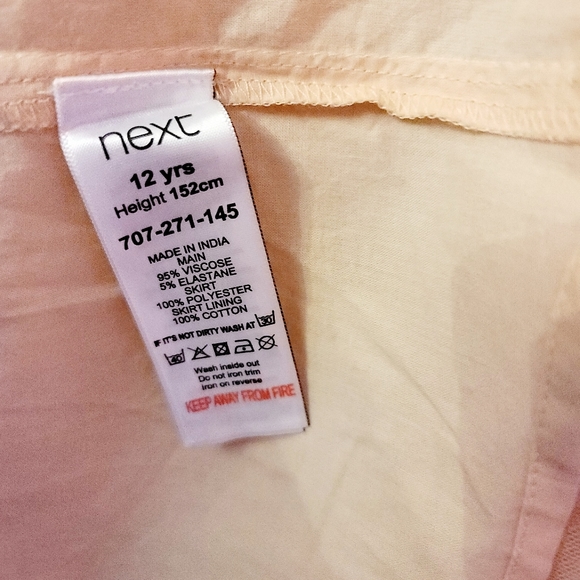 next
12 yrs
Height 152cm
707-271-145
MADE IN INDIA
MAIN
95% VISCOSE
5% ELASTANE
SKIRT
100% POLYESTER
SKIRT LINING
100% COTTON
IF IT'S NOT DIRTY WASH AT 30
40
Wash inside out
Do not iron trim
iron on reverse
KEEP AWAY FROM FIRE